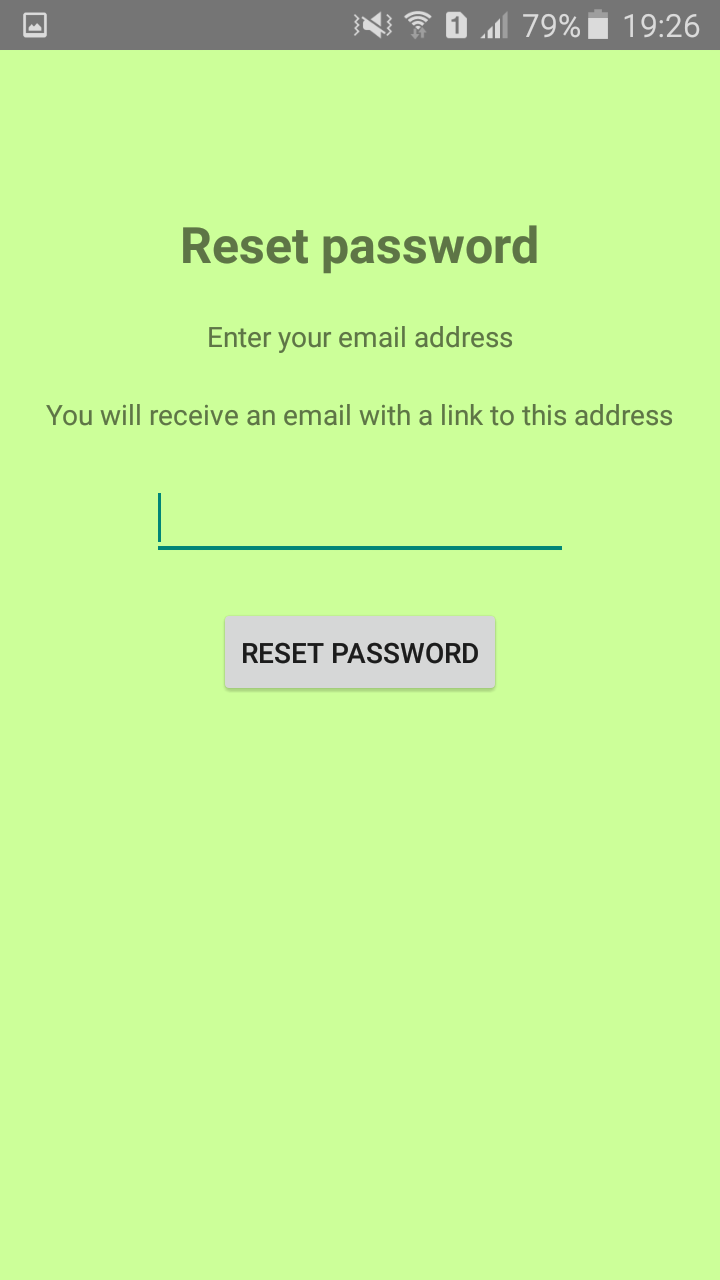 1 79% 19:26
Reset password
Enter your email address
You will receive an email with a link to this address
RESET PASSWORD